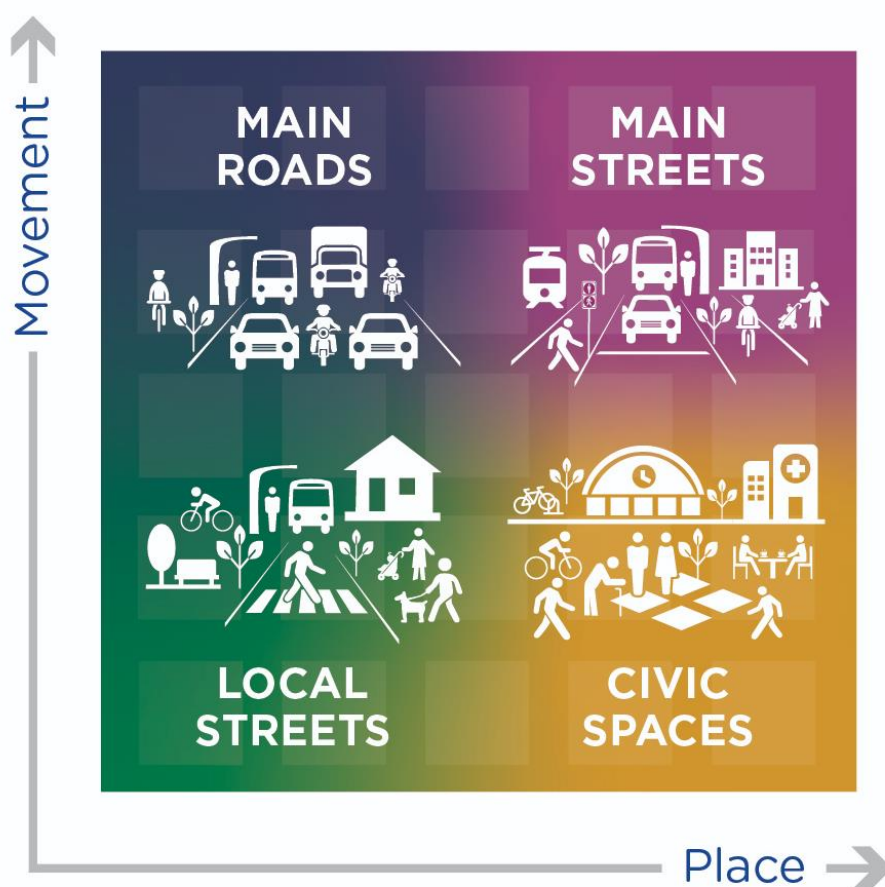 Movement
MAIN
ROADS
MAIN
STREETS
LOCAL
STREETS
CIVIC
SPACES
Place